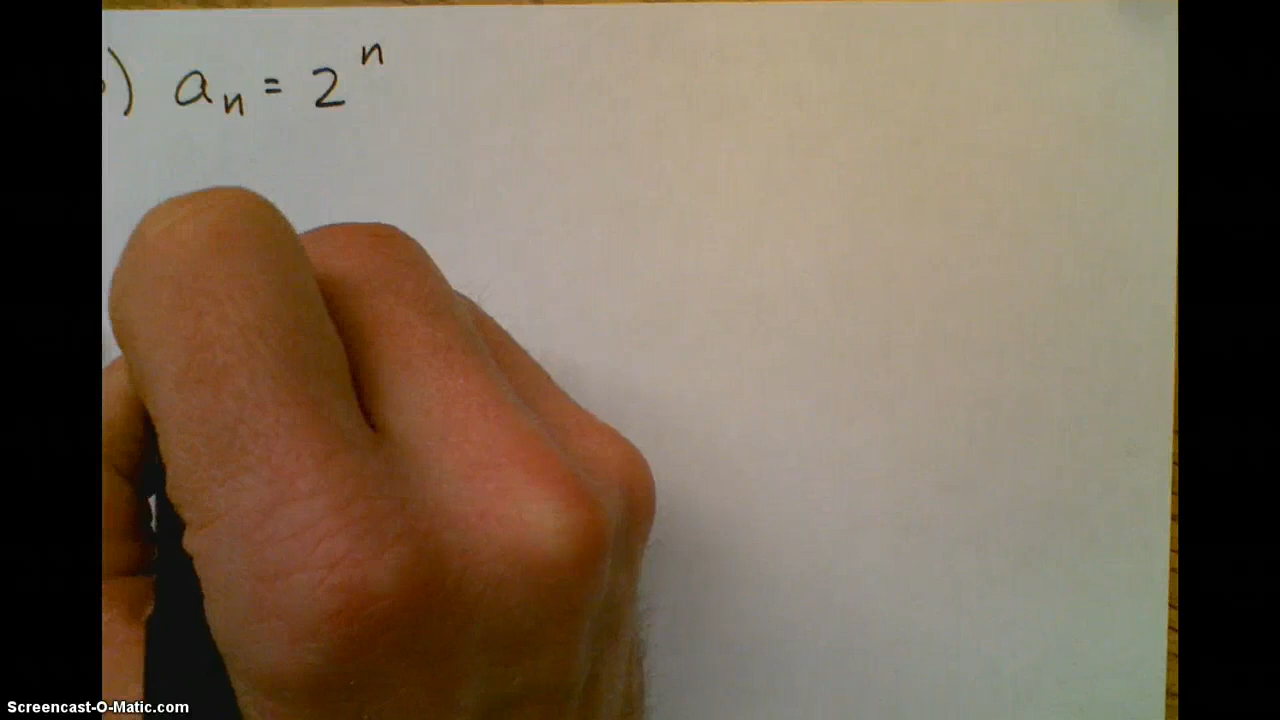 ) aₙ = 2ⁿ
Screencast-O-Matic.com